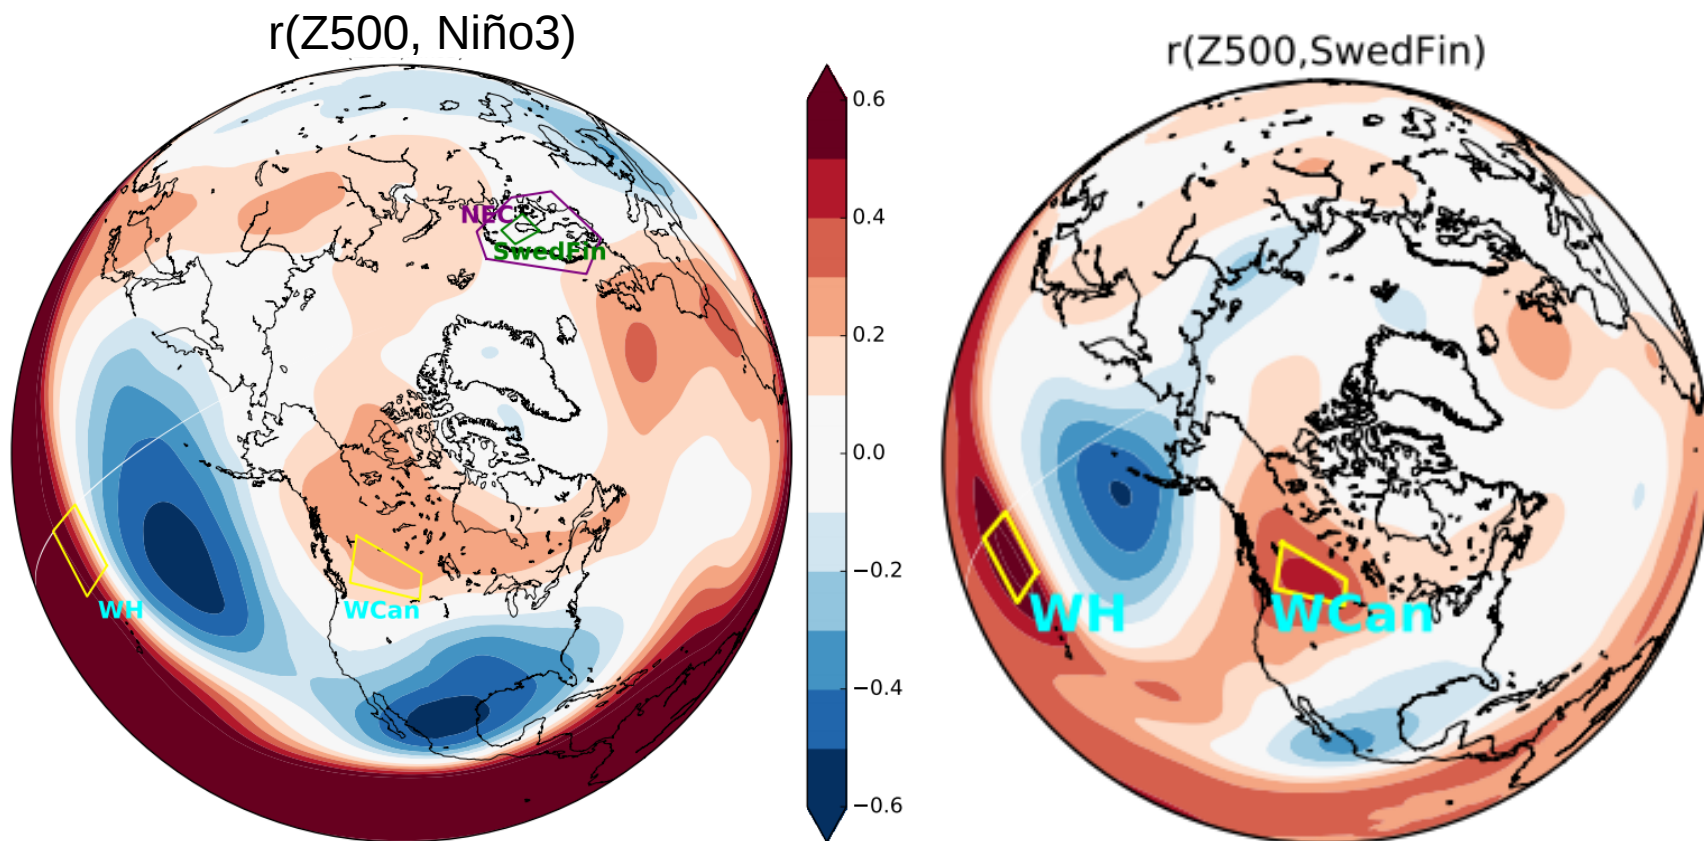 r(Z500, Niño3)
r(Z500,SwedFin)
0.6
0.4
0.2
0.0
−0.2
−0.4
−0.6
NEC
SwedFin
WH
WCan
WH
WCan